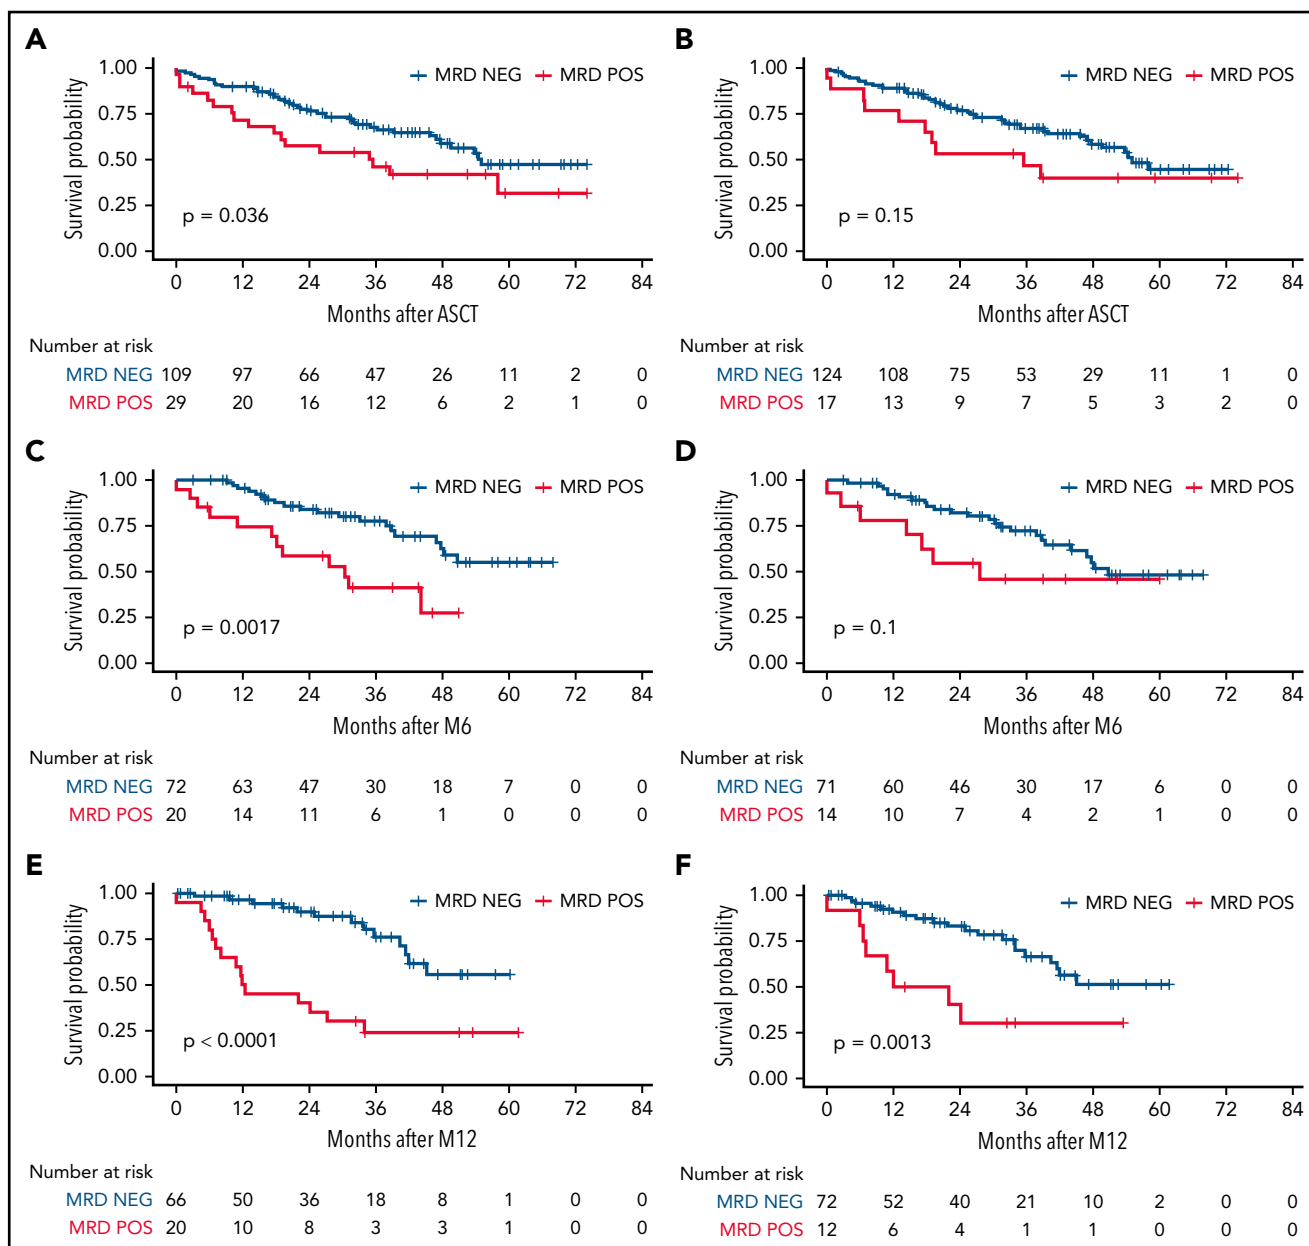 A
1.00
0.75
0.50
0.25
0.00
Survival probability
MRD NEG MRD POS
p = 0.036
0 12 24 36 48 60 72 84
Months after ASCT
Number at risk
MRD NEG 109 97 66 47 26 11 2 0
MRD POS 29 20 16 12 6 2 1 0
B
1.00
0.75
0.50
0.25
0.00
Survival probability
MRD NEG MRD POS
p = 0.15
0 12 24 36 48 60 72 84
Months after ASCT
Number at risk
MRD NEG 124 108 75 53 29 11 1 0
MRD POS 17 13 9 7 5 3 2 0
C
1.00
0.75
0.50
0.25
0.00
Survival probability
MRD NEG MRD POS
p = 0.0017
0 12 24 36 48 60 72 84
Months after M6
Number at risk
MRD NEG 72 63 47 30 18 7 0 0
MRD POS 20 14 11 6 1 0 0 0
D
1.00
0.75
0.50
0.25
0.00
Survival probability
MRD NEG MRD POS
p = 0.1
0 12 24 36 48 60 72 84
Months after M6
Number at risk
MRD NEG 71 60 46 30 17 6 0 0
MRD POS 14 10 7 4 2 1 0 0
E
1.00
0.75
0.50
0.25
0.00
Survival probability
MRD NEG MRD POS
p < 0.0001
0 12 24 36 48 60 72 84
Months after M12
Number at risk
MRD NEG 66 50 36 18 8 1 0 0
MRD POS 20 10 8 3 3 1 0 0
F
1.00
0.75
0.50
0.25
0.00
Survival probability
MRD NEG MRD POS
p = 0.0013
0 12 24 36 48 60 72 84
Months after M12
Number at risk
MRD NEG 72 52 40 21 10 2 0 0
MRD POS 12 6 4 1 1 0 0 0